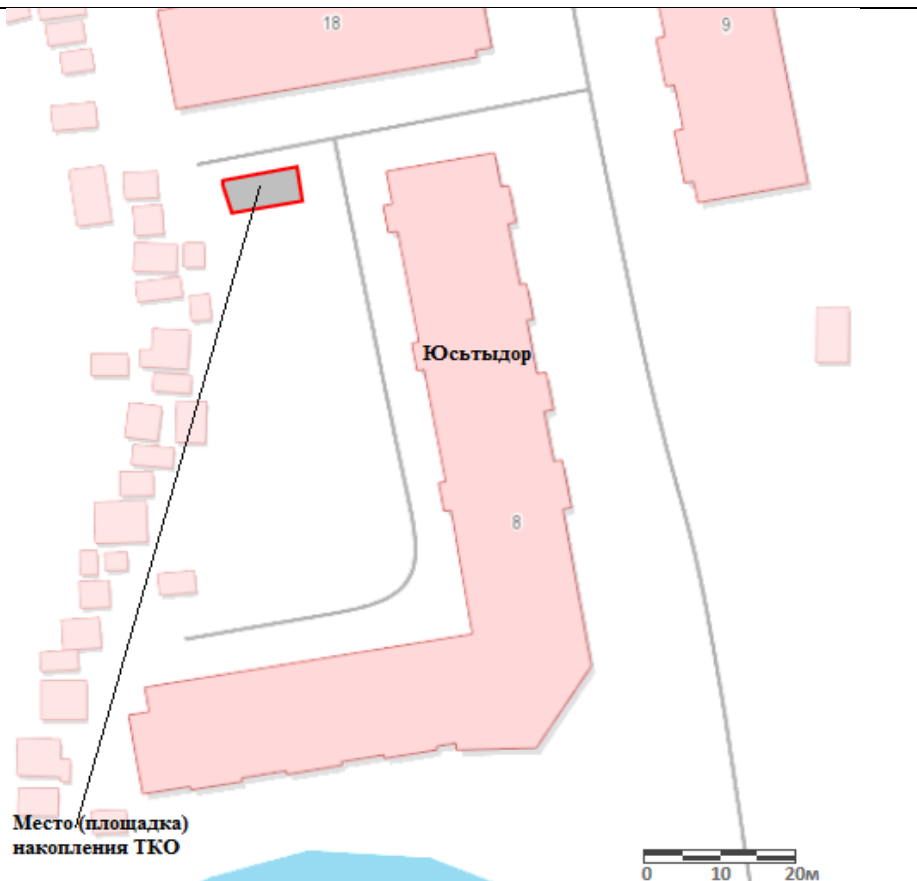 18
9
Юсьтыдор
8
Место (площадка)
накопления ТКО
0 10 20м